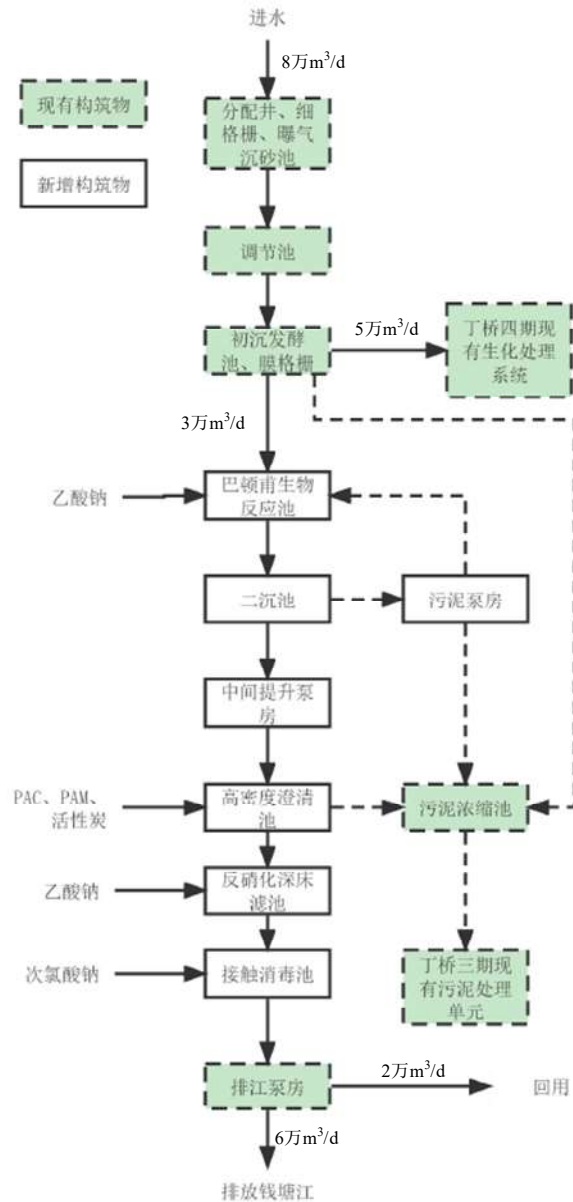 进水
8万m³/d
现有构筑物
分配井、细
格栅、曝气
沉砂池
新增构筑物
调节池
初沉发酵
池、膜格栅
5万m³/d
丁桥四期现
有生化处理
系统
3万m³/d
乙酸钠
巴顿甫生物
反应池
二沉池
污泥泵房
中间提升泵
房
PAC、PAM、
活性炭
高密度澄清
池
污泥浓缩池
乙酸钠
反硝化深床
滤池
次氯酸钠
接触消毒池
丁桥三期现
有污泥处理
单元
排江泵房
2万m³/d
回用
6万m³/d
排放钱塘江